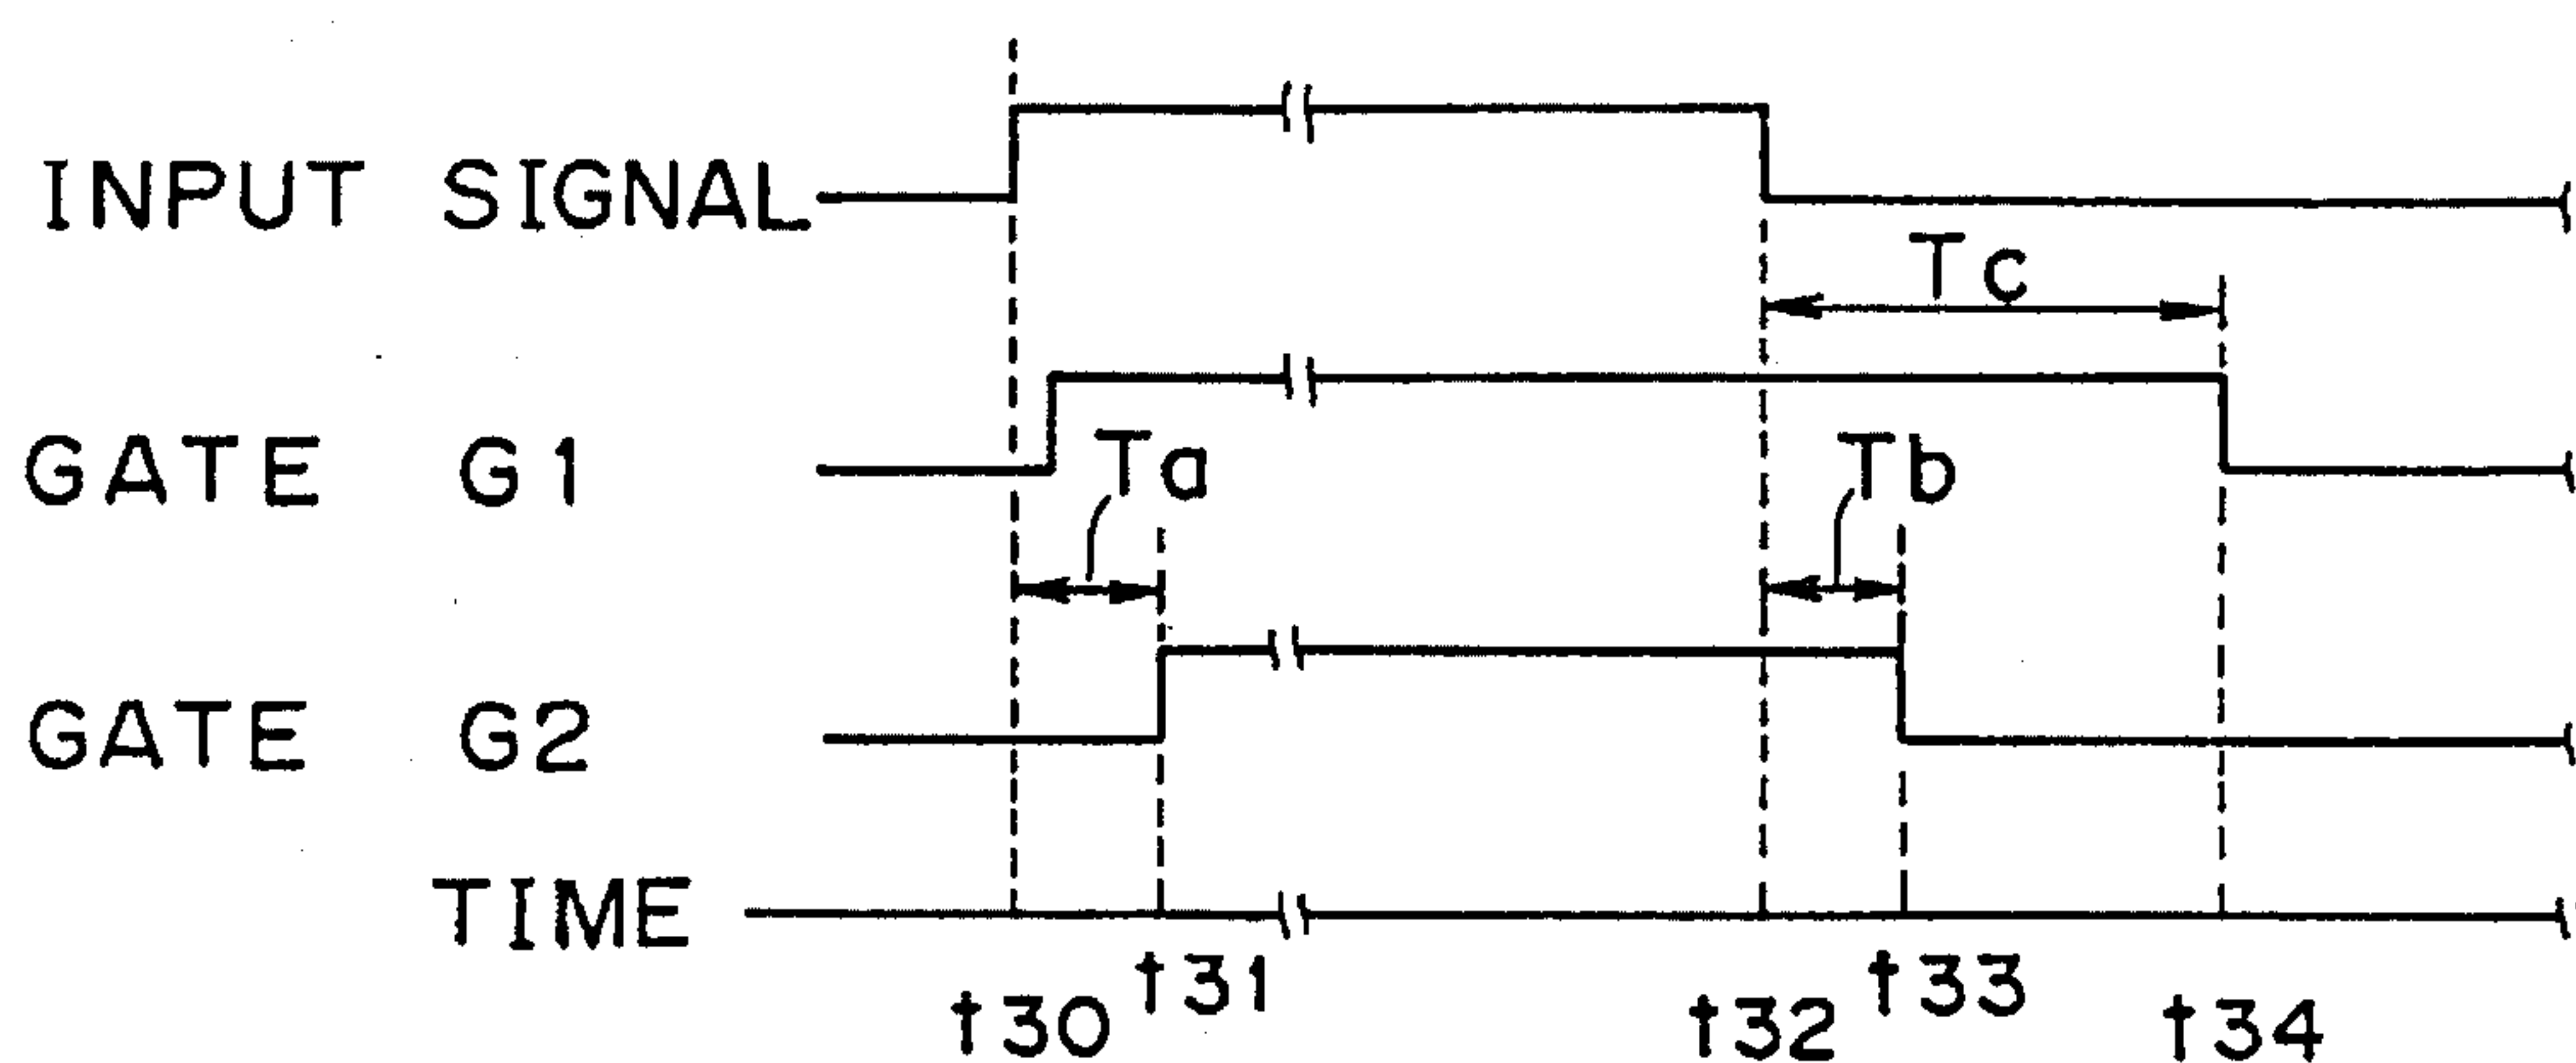 INPUT SIGNAL
Tc
GATE G1
Ta
Tb
GATE G2
TIME
t30 t31 t32 t33 t34